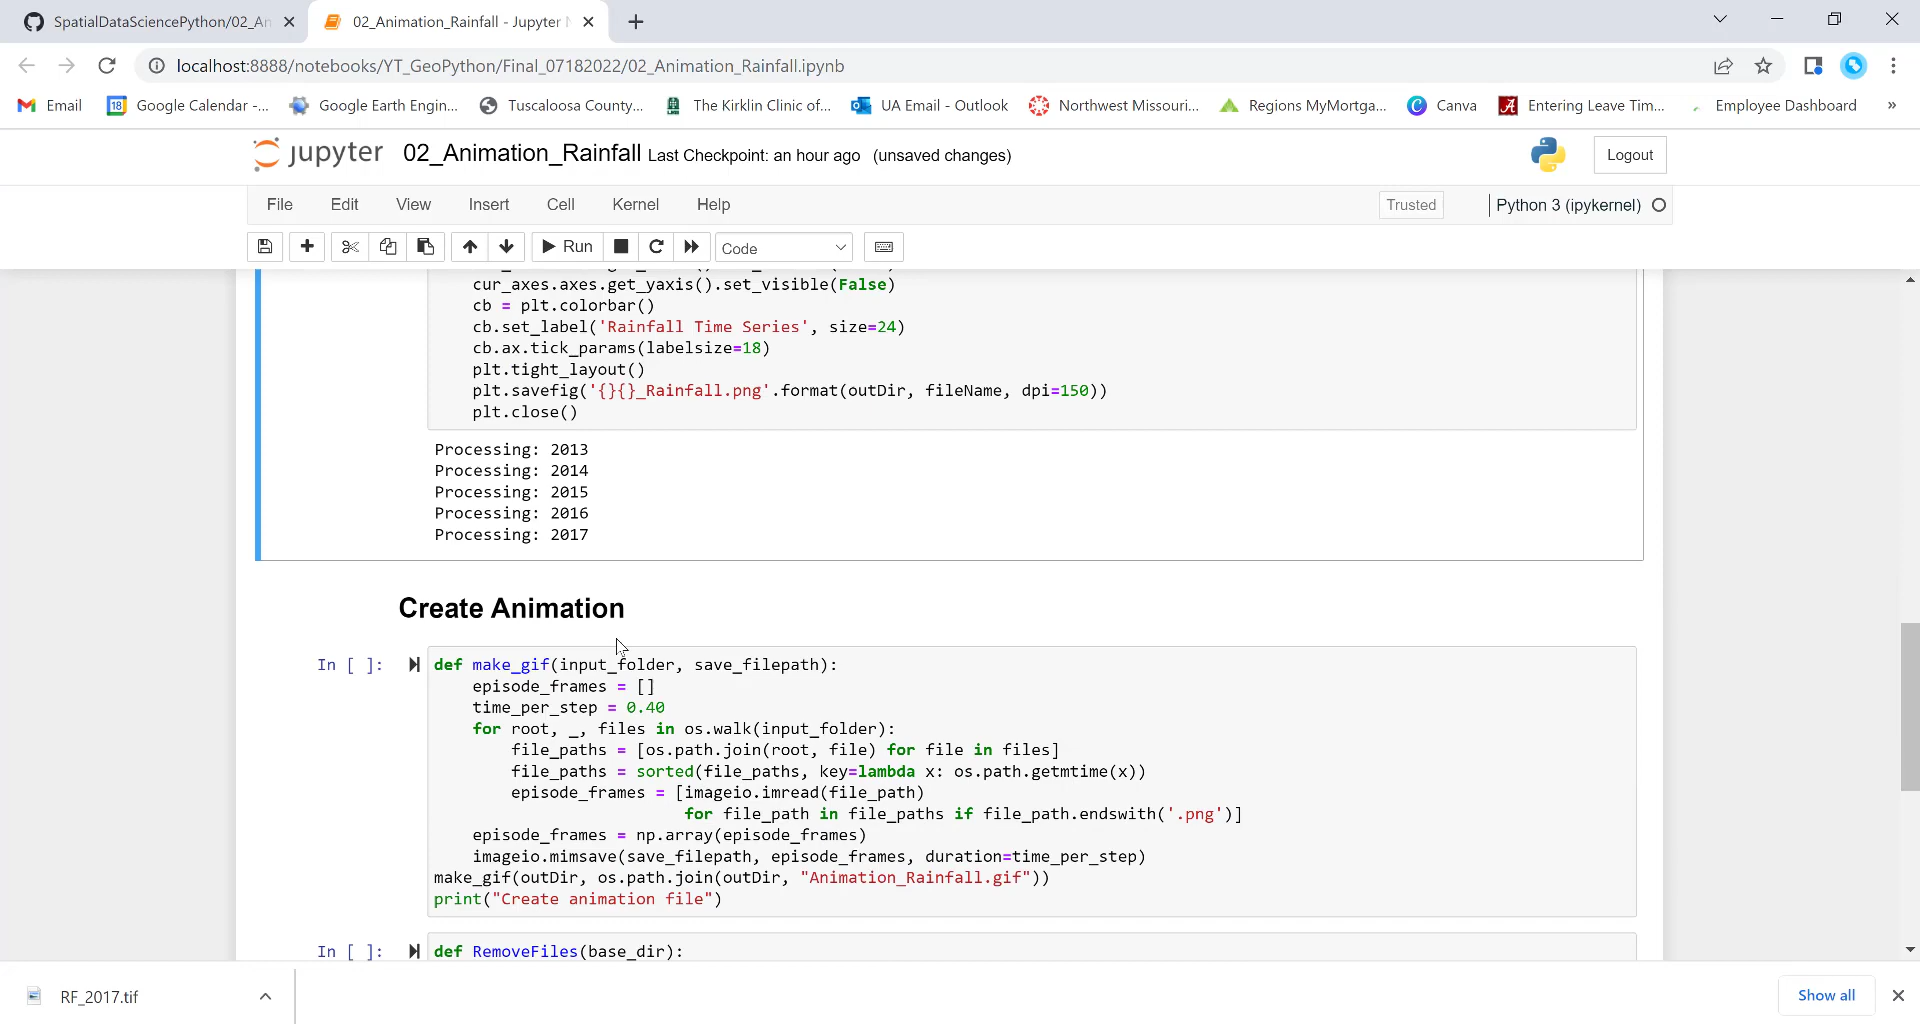 SpatialDataSciencePython/02_An
02_Animation_Rainfall - Jupyter N
localhost:8888/notebooks/YT_GeoPython/Final_07182022/02_Animation_Rainfall.ipynb
Email
18
Google Calendar -...
Google Earth Engin...
Tuscaloosa County...
The Kirklin Clinic of...
UA Email - Outlook
Northwest Missouri...
Regions MyMortga...
Canva
Entering Leave Tim...
Employee Dashboard
»
jupyter
02_Animation_Rainfall Last Checkpoint: an hour ago (unsaved changes)
Logout
File
Edit
View
Insert
Cell
Kernel
Help
Trusted
Python 3 (ipykernel)
Run
Code
cur_axes.axes.get_yaxis().set_visible(False)
cb = plt.colorbar()
cb.set_label('Rainfall Time Series', size=24)
cb.ax.tick_params(labelsize=18)
plt.tight_layout()
plt.savefig('{}{}_Rainfall.png'.format(outDir, fileName, dpi=150))
plt.close()
Processing: 2013
Processing: 2014
Processing: 2015
Processing: 2016
Processing: 2017
Create Animation
In [ ]:
def make_gif(input_folder, save_filepath):
episode_frames = []
time_per_step = 0.40
for root, _, files in os.walk(input_folder):
file_paths = [os.path.join(root, file) for file in files]
file_paths = sorted(file_paths, key=lambda x: os.path.getmtime(x))
episode_frames = [imageio.imread(file_path)
for file_path in file_paths if file_path.endswith('.png')]
episode_frames = np.array(episode_frames)
imageio.mimsave(save_filepath, episode_frames, duration=time_per_step)
make_gif(outDir, os.path.join(outDir, "Animation_Rainfall.gif"))
print("Create animation file")
In [ ]:
def RemoveFiles(base_dir):
RF_2017.tif
Show all